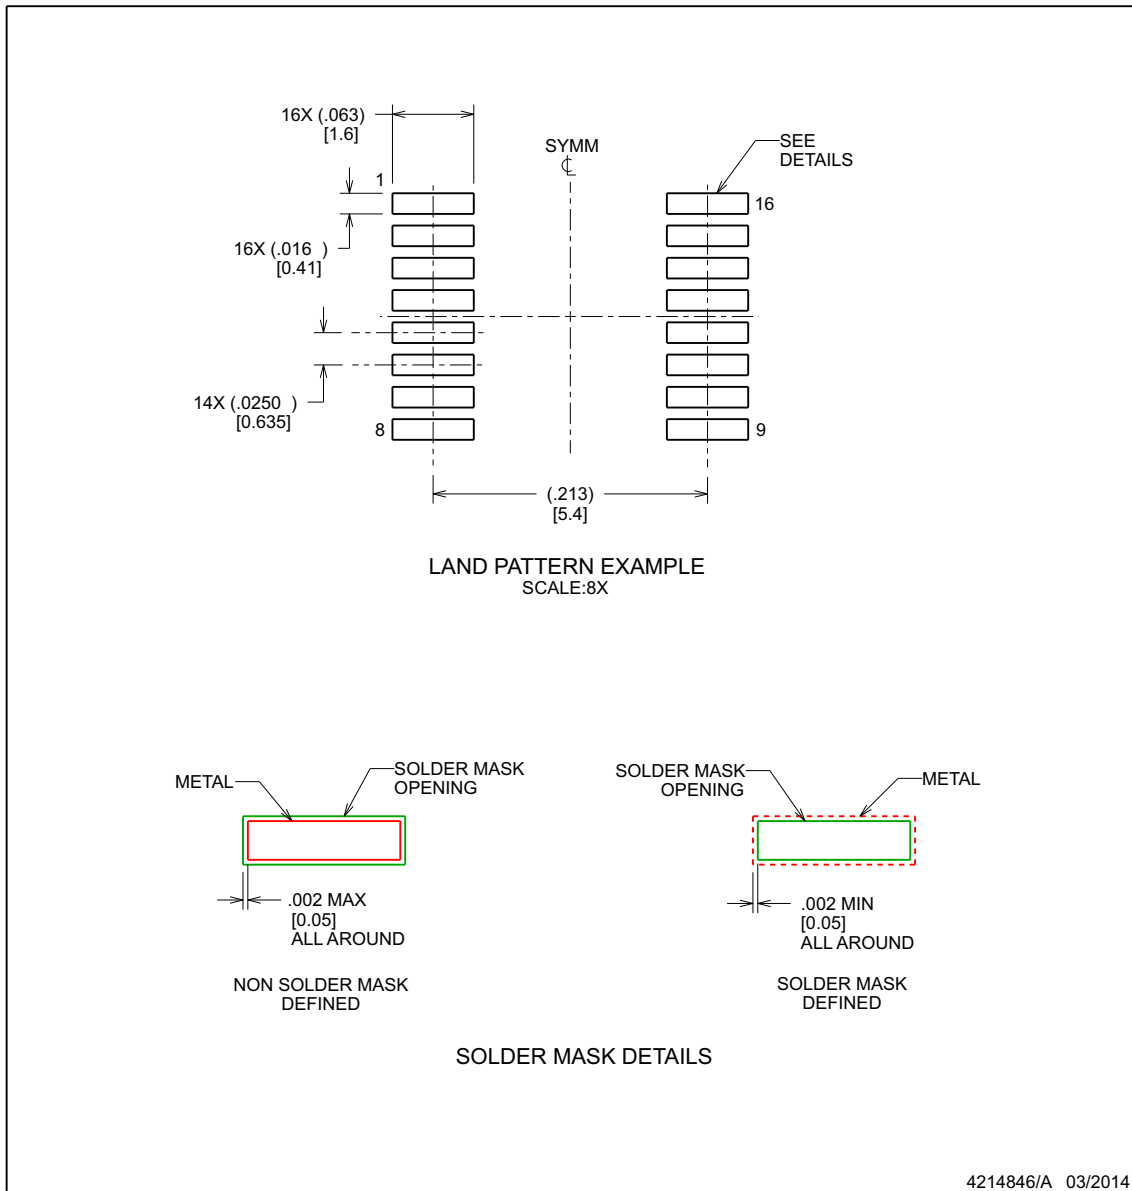 16X (.063)
[1.6]
SYMM
℄
SEE
DETAILS
1
16
16X (.016 )
[0.41]
14X (.0250 )
[0.635]
8
9
(.213)
[5.4]
LAND PATTERN EXAMPLE
SCALE:8X
METAL
SOLDER MASK
OPENING
.002 MAX
[0.05]
ALL AROUND
NON SOLDER MASK
DEFINED
SOLDER MASK
OPENING
METAL
.002 MIN
[0.05]
ALL AROUND
SOLDER MASK
DEFINED
SOLDER MASK DETAILS
4214846/A 03/2014